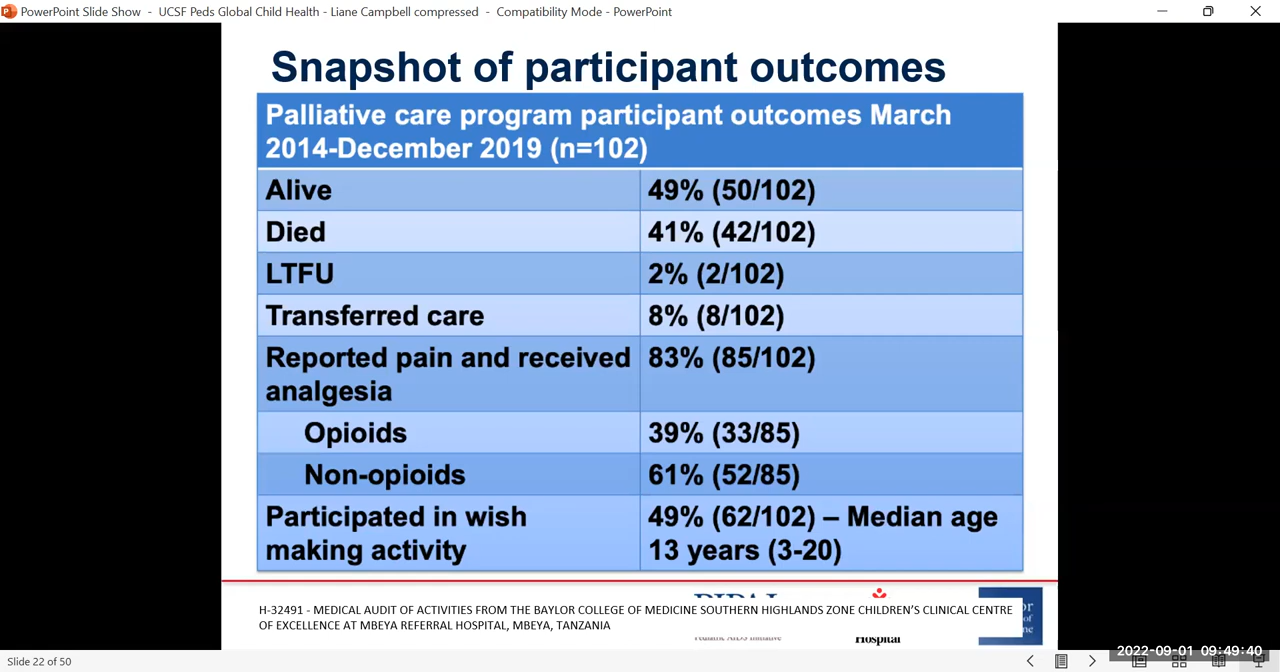 PowerPoint Slide Show - UCSF Peds Global Child Health - Liane Campbell compressed - Compatibility Mode - PowerPoint
Snapshot of participant outcomes
Palliative care program participant outcomes March
2014-December 2019 (n=102)
Alive 49% (50/102)
Died 41% (42/102)
LTFU 2% (2/102)
Transferred care 8% (8/102)
Reported pain and received 83% (85/102)
analgesia
Opioids 39% (33/85)
Non-opioids 61% (52/85)
Participated in wish 49% (62/102) – Median age
making activity 13 years (3-20)
H-32491 - MEDICAL AUDIT OF ACTIVITIES FROM THE BAYLOR COLLEGE OF MEDICINE SOUTHERN HIGHLANDS ZONE CHILDREN'S CLINICAL CENTRE
OF EXCELLENCE AT MBEYA REFERRAL HOSPITAL, MBEYA, TANZANIA
Hospital
Slide 22 of 50
2022-09-01 09:49:40